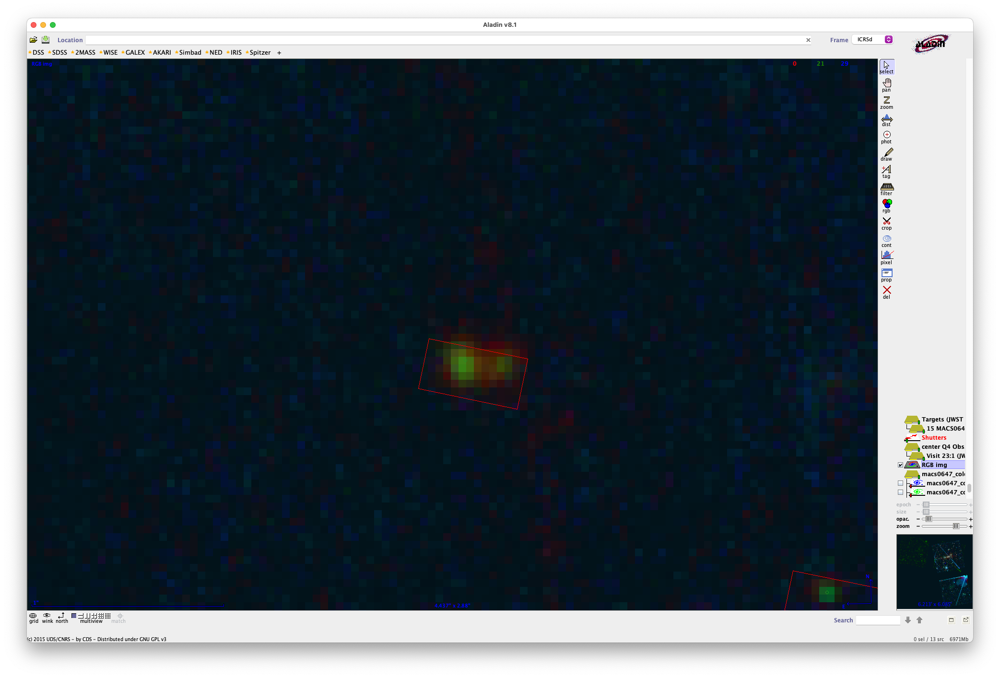 Aladin v8.1
Location
x
Frame ICRSd
Aladin
DSS SDSS 2MASS WISE GALEX AKARI Simbad NED IRIS Spitzer +
RGB img
0 21 29
select
pan
zoom
dist
phot
draw
tag
filter
rgb
crop
cont
pixel
prop
del
Targets (JWST
15 MACS064
Shutters
center Q4 Obs
Visit 23:1 (JW
RGB img
macs0647_col
macs0647_cc
macs0647_cc
epoch - +
size - +
opac. - +
zoom - +
N
E
1"
4.437" x 2.88"
grid wink north multiview match
Search
(c) 2015 UDS/CNRS - by CDS - Distributed under GNU GPL v3
0 sel / 13 src 6971Mb